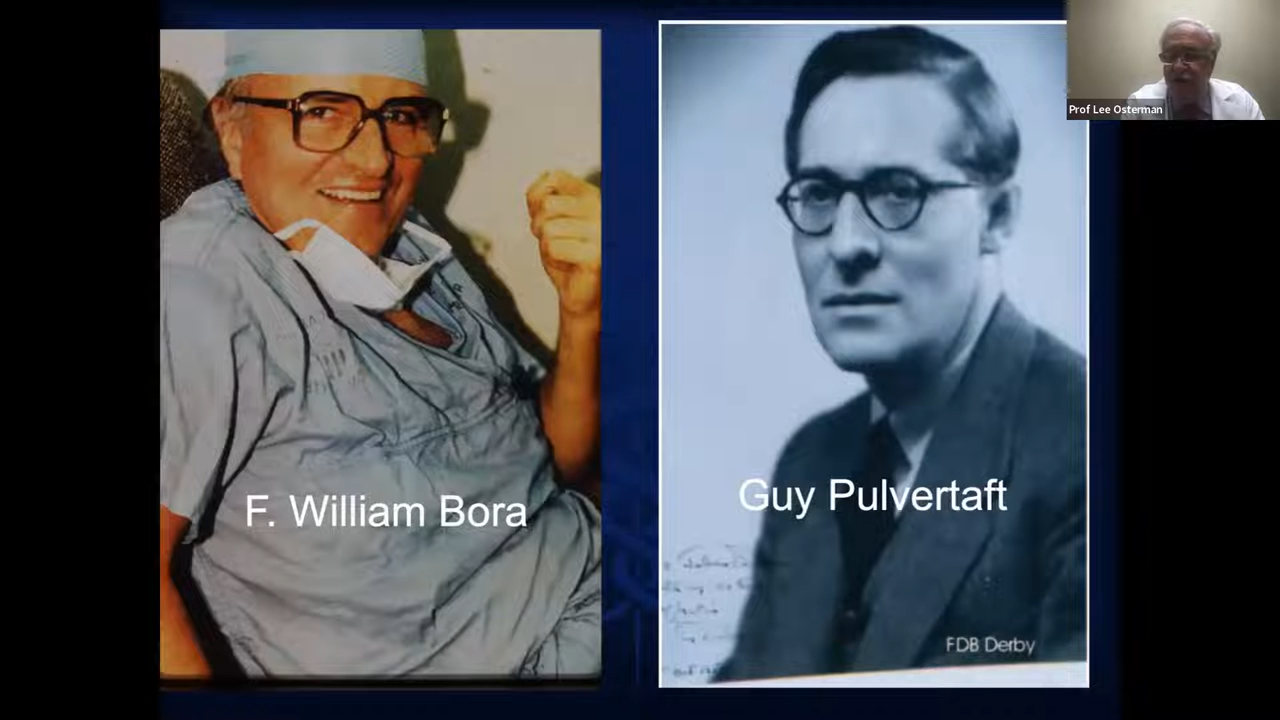 Prof Lee Osterman
F. William Bora
Guy Pulvertaft
FDB Derby